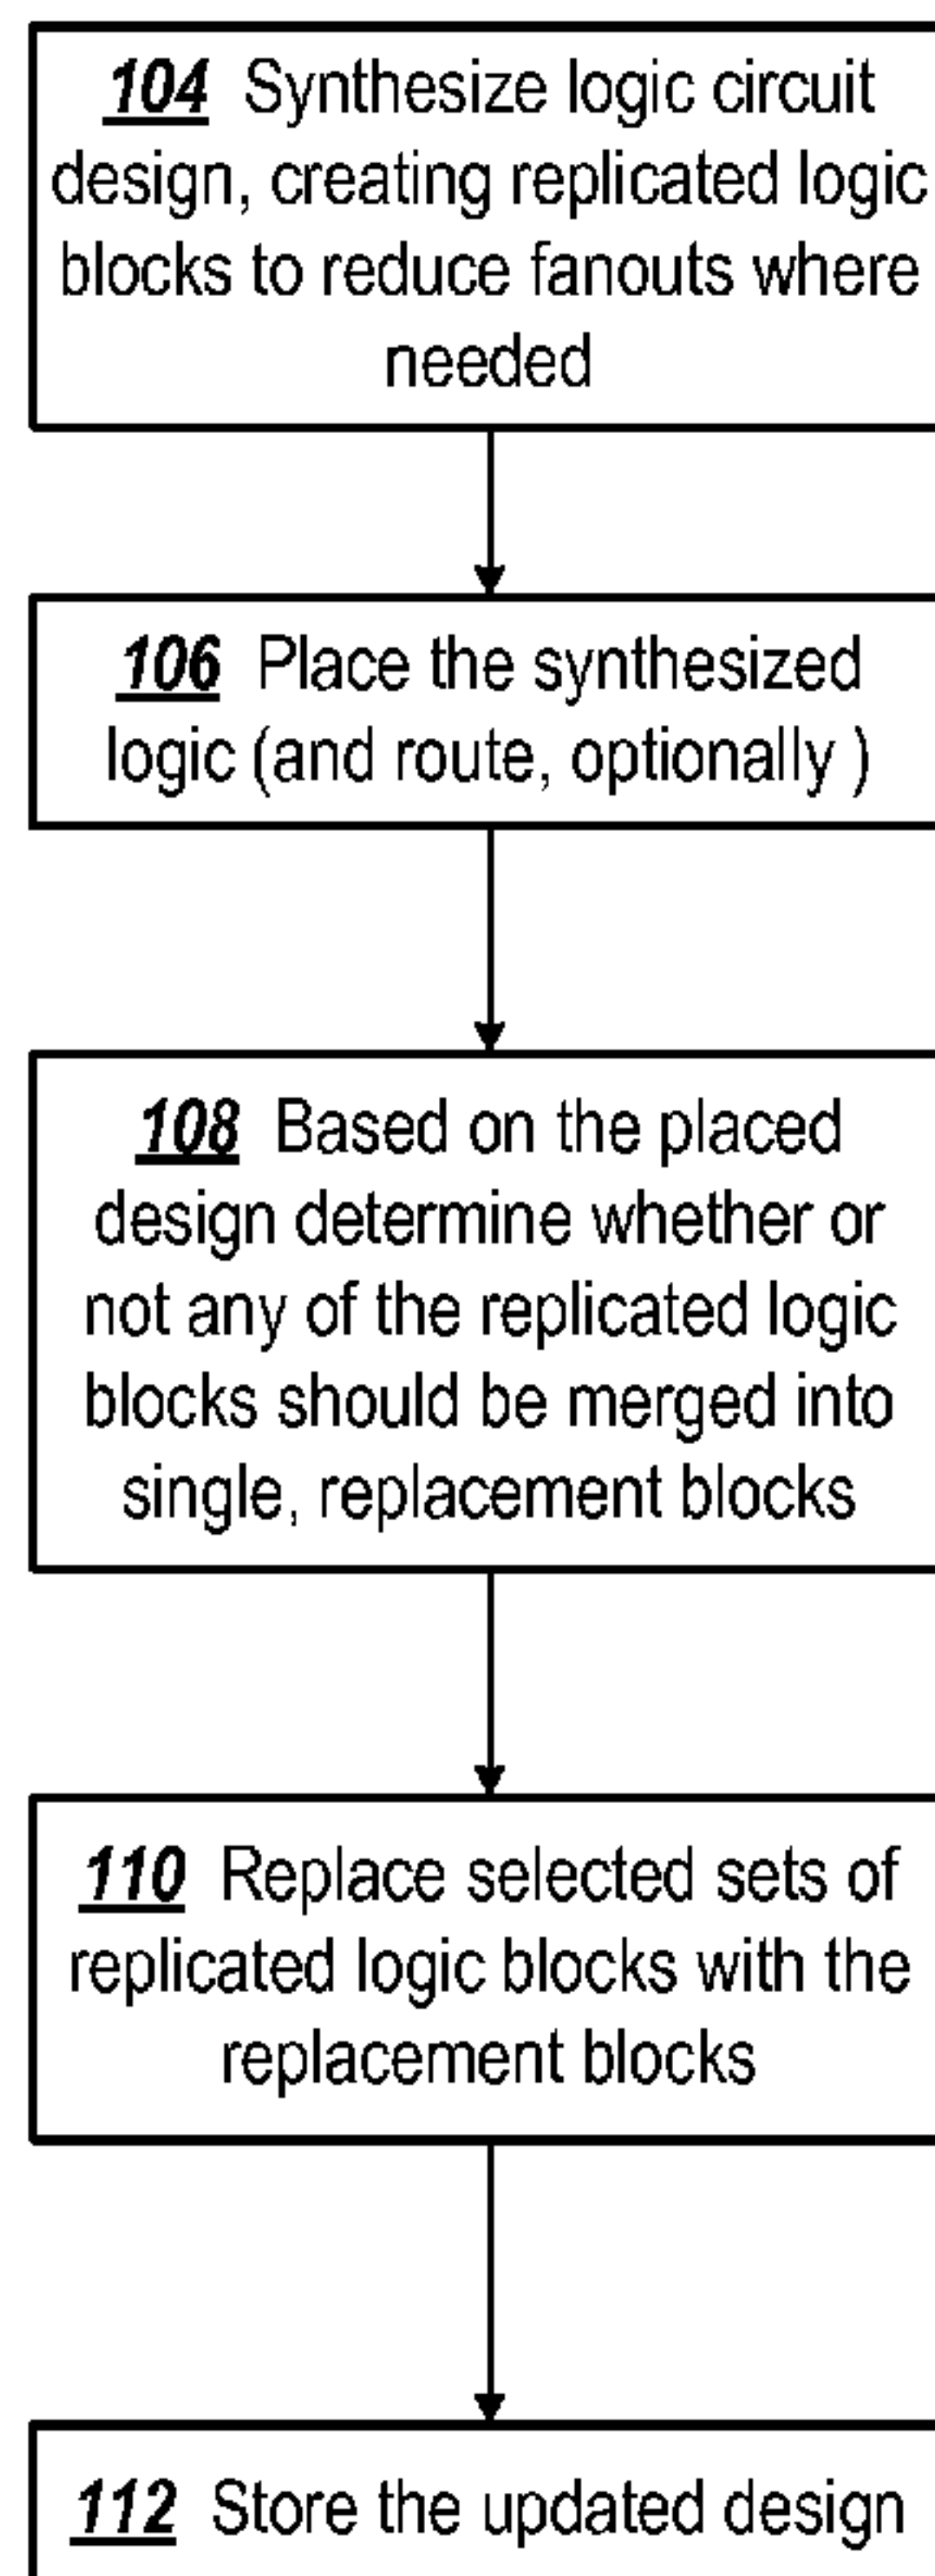 104 Synthesize logic circuit
design, creating replicated logic
blocks to reduce fanouts where
needed
106 Place the synthesized
logic (and route, optionally )
108 Based on the placed
design determine whether or
not any of the replicated logic
blocks should be merged into
single, replacement blocks
110 Replace selected sets of
replicated logic blocks with the
replacement blocks
112 Store the updated design